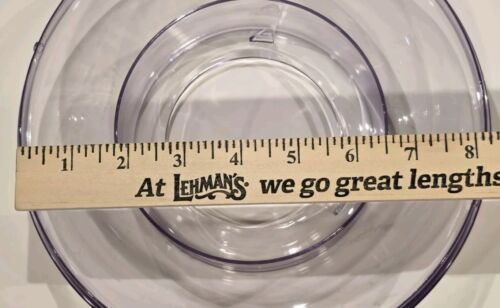 1 2 3 4 5 6 7 8
At LEHMAN'S we go great lengths